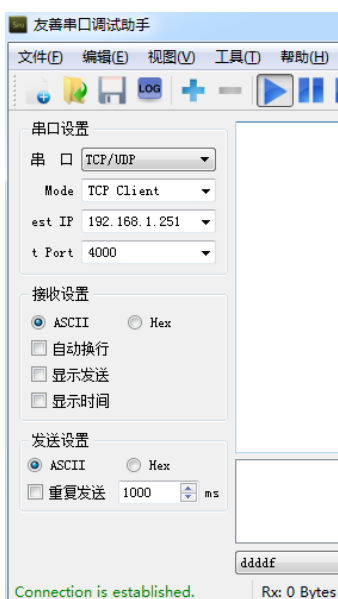 友善串口调试助手
文件(F) 编辑(E) 视图(V) 工具(T) 帮助(H)
LOG
串口设置
串 口 TCP/UDP
Mode TCP Client
est IP 192.168.1.251
t Port 4000
接收设置
ASCII Hex
自动换行
显示发送
显示时间
发送设置
ASCII Hex
重复发送 1000 ms
ddddf
Connection is established. Rx: 0 Bytes